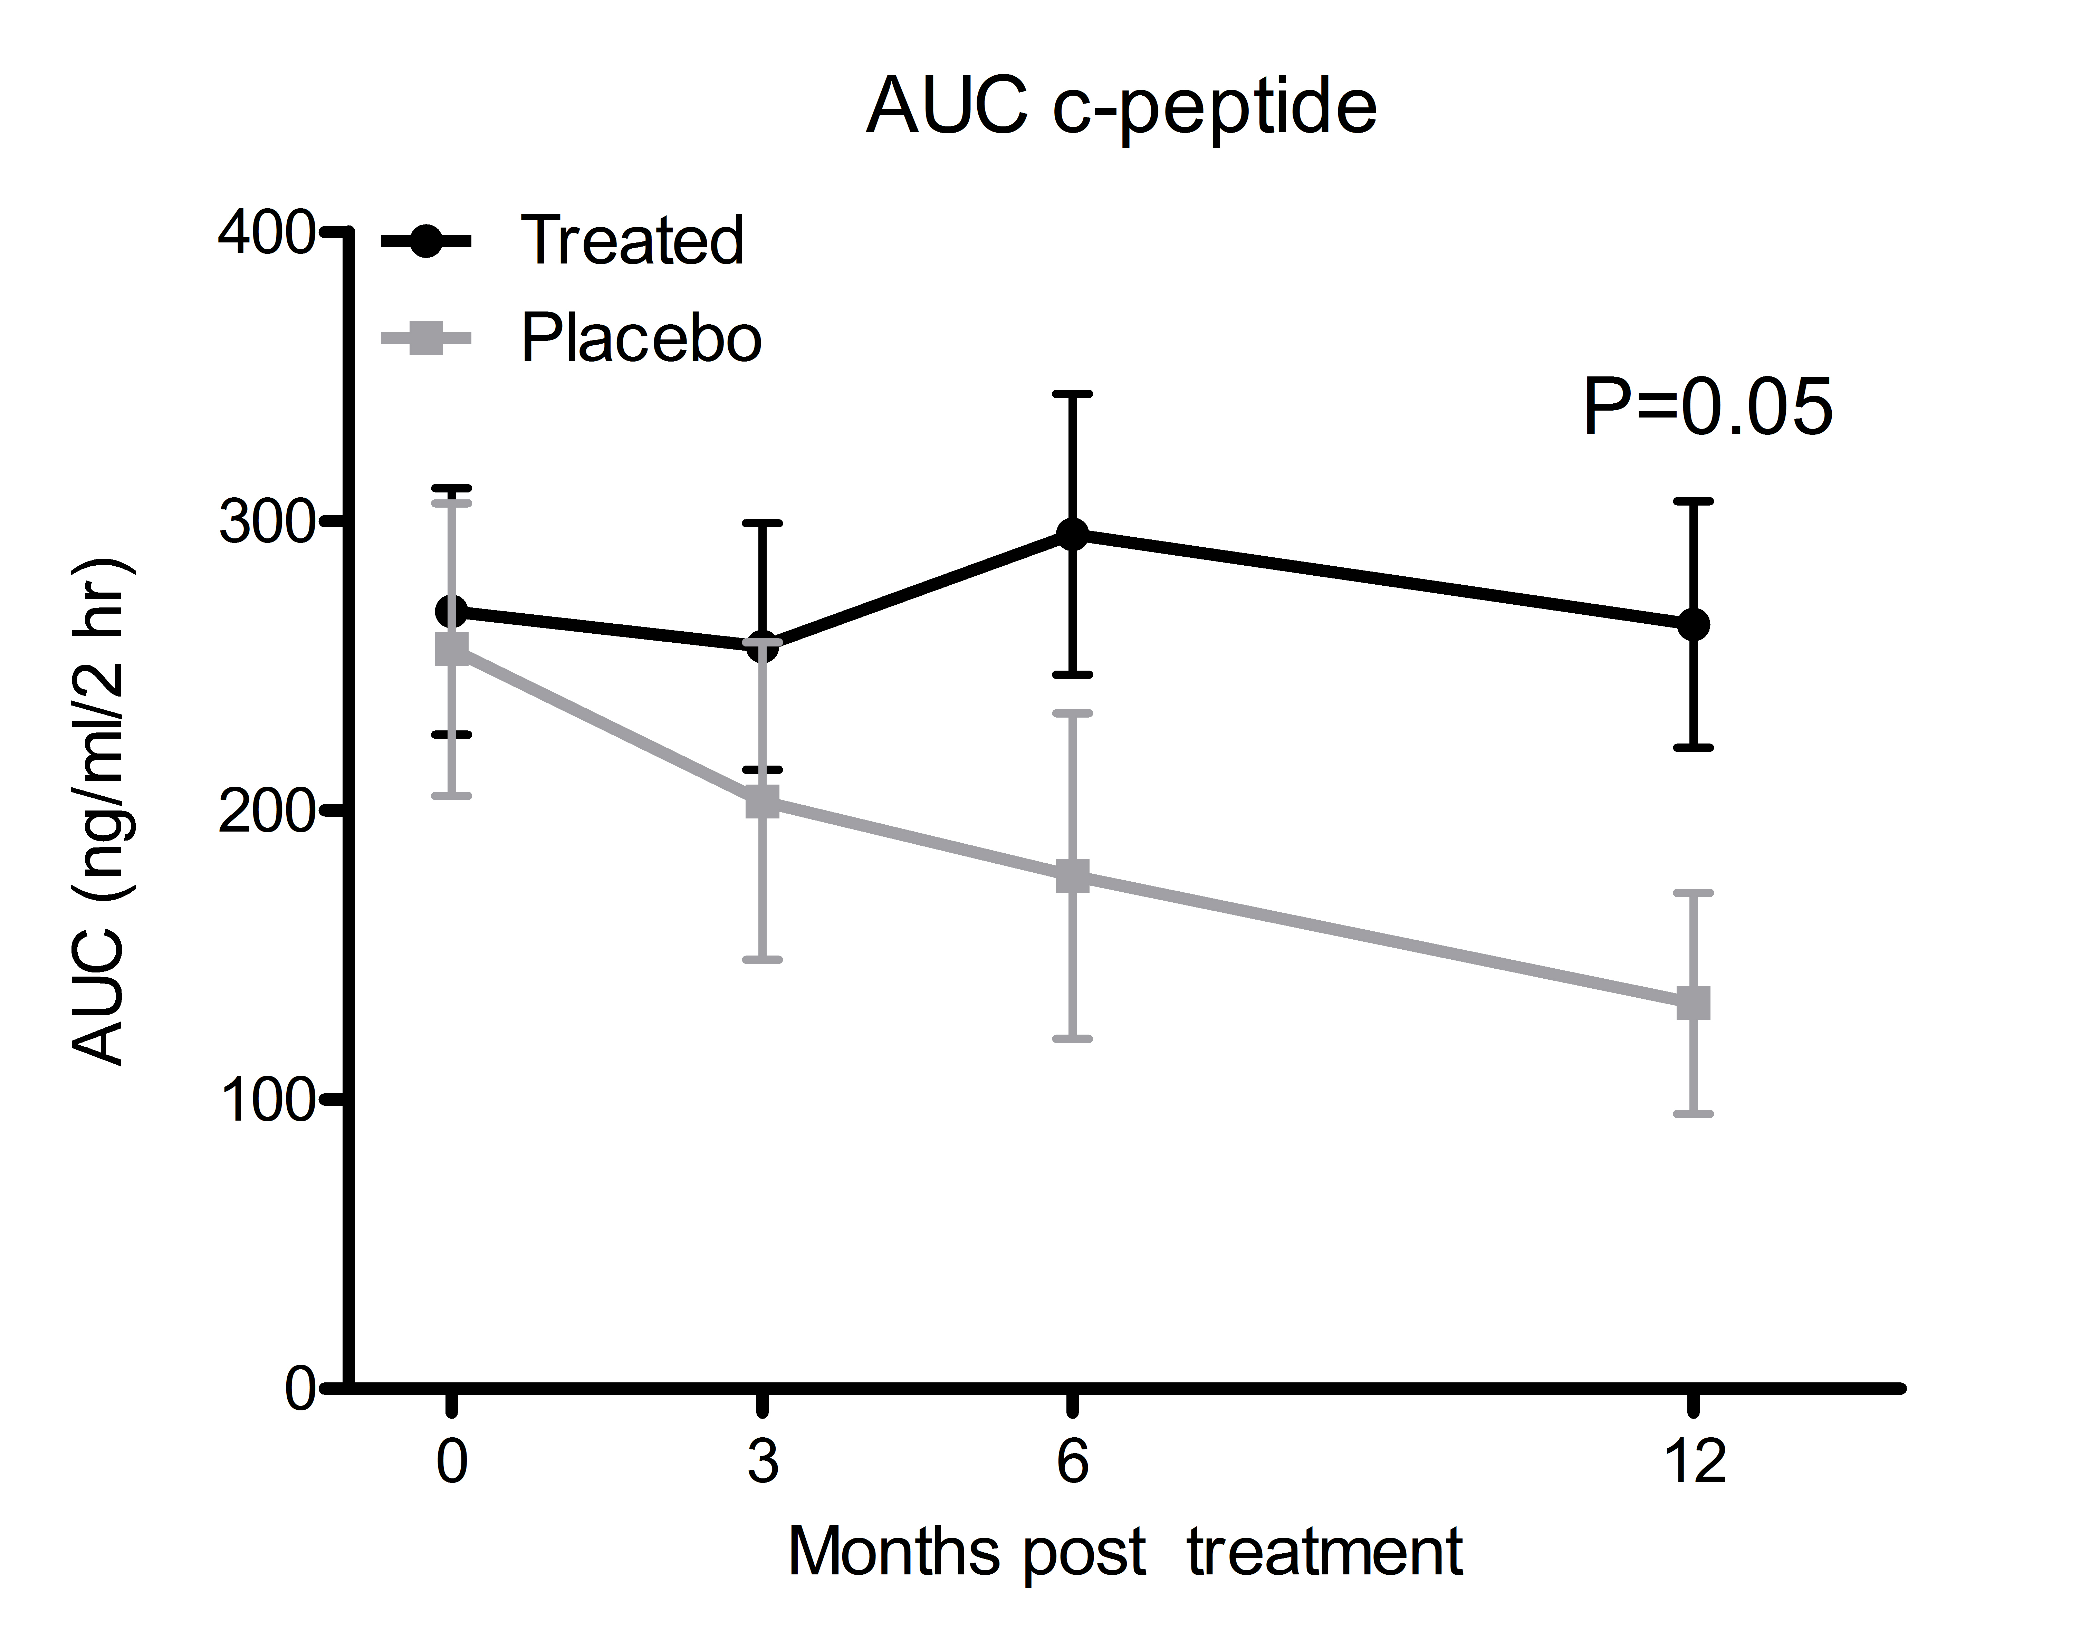 AUC c-peptide
400
Treated
Placebo
P=0.05
300
200
100
0
AUC (ng/ml/2 hr)
0 3 6 12
Months post treatment